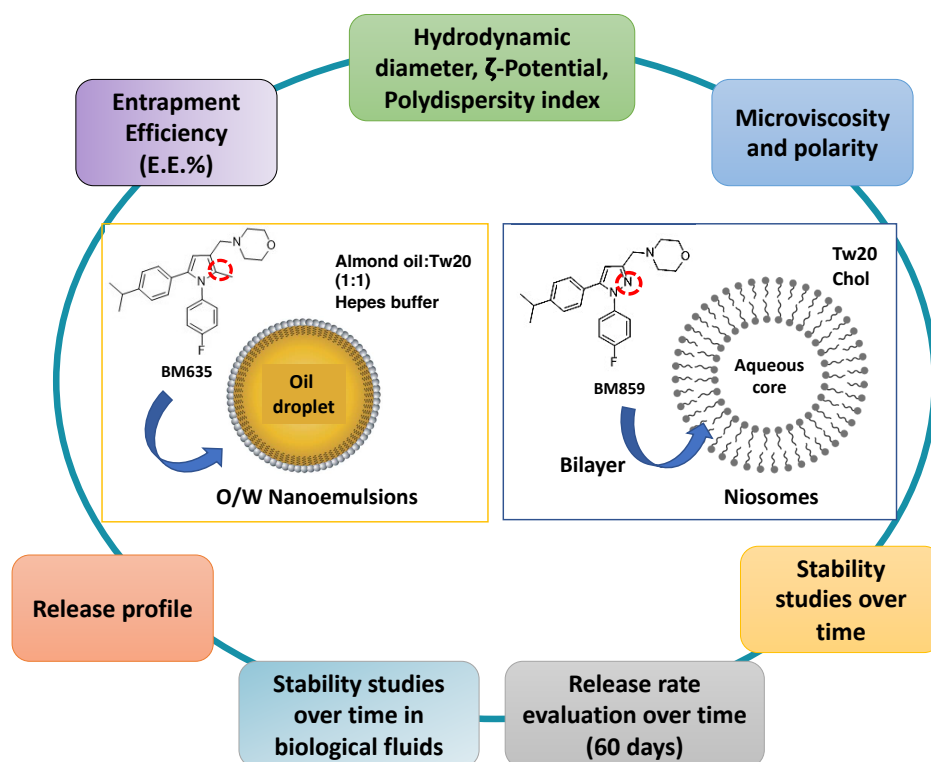 Hydrodynamic
diameter, ζ-Potential,
Polydispersity index
Entrapment
Efficiency
(E.E.%)
Microviscosity
and polarity
N
O
N
F
BM635
Almond oil:Tw20
(1:1)
Hepes buffer
Oil
droplet
O/W Nanoemulsions
N
O
N
N
F
BM859
Tw20
Chol
Aqueous
core
Bilayer
Niosomes
Release profile
Stability
studies over
time
Stability studies
over time in
biological fluids
Release rate
evaluation over time
(60 days)